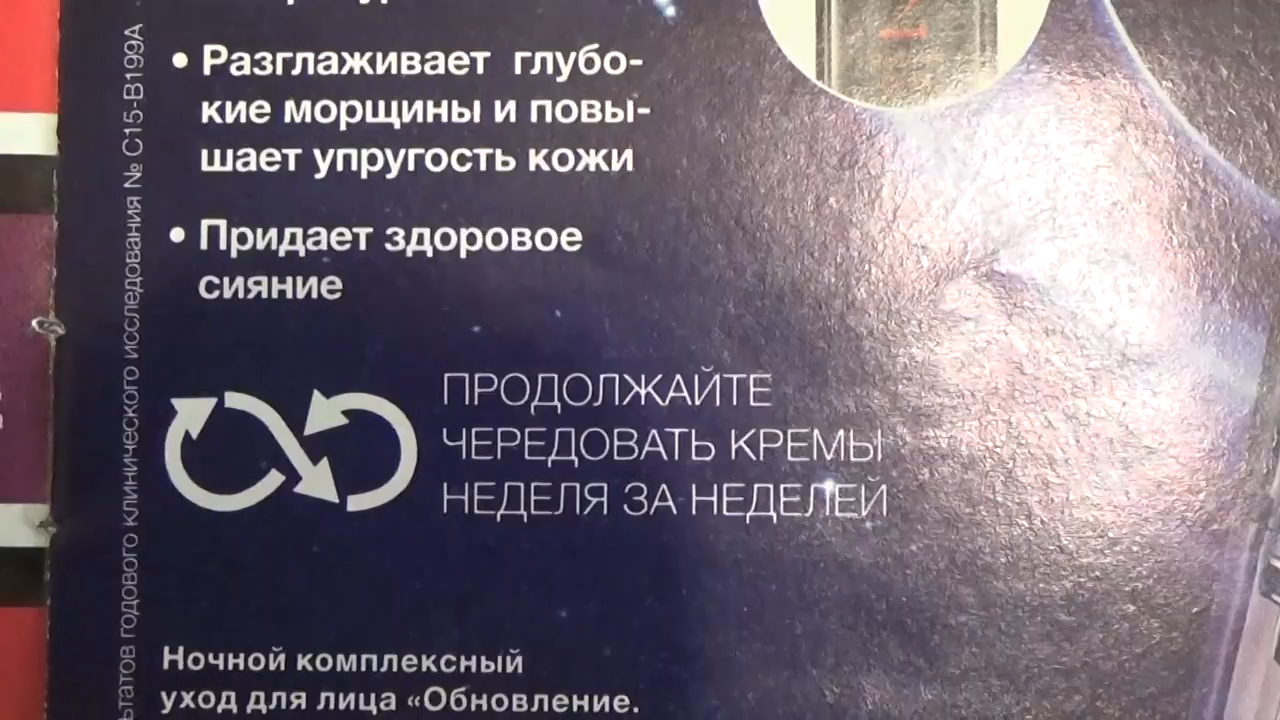 • Разглаживает глубо-
кие морщины и повы-
шает упругость кожи
• Придает здоровое
сияние
ПРОДОЛЖАЙТЕ
ЧЕРЕДОВАТЬ КРЕМЫ
НЕДЕЛЯ ЗА НЕДЕЛЕЙ
Ночной комплексный
уход для лица «Обновление.
годового клинического исследования № C15-B199A